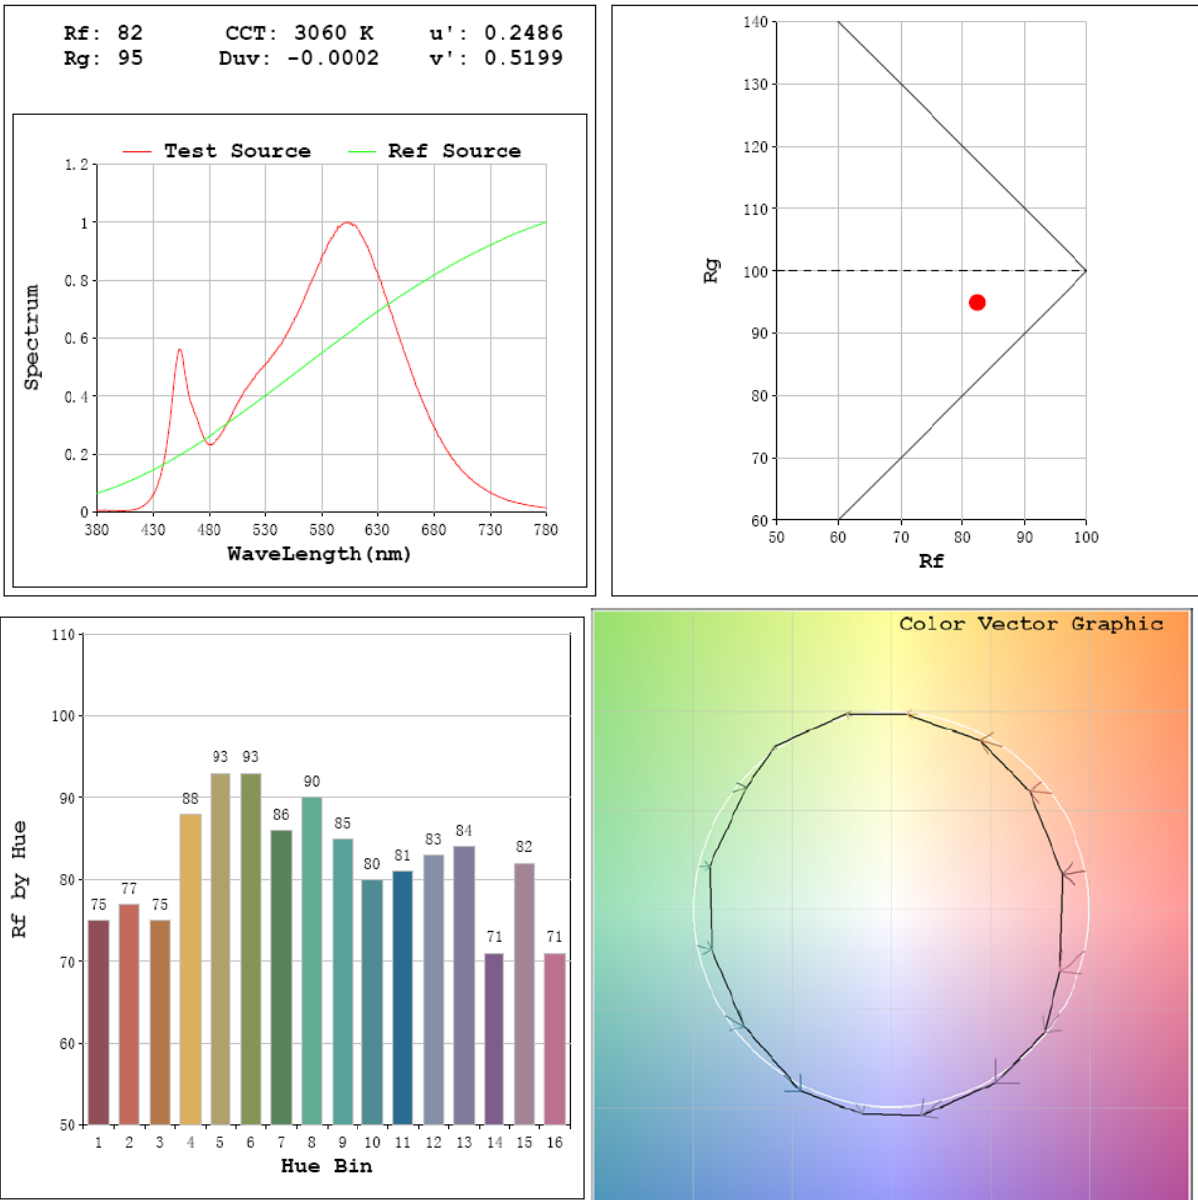 Rf: 82 CCT: 3060 K u': 0.2486
Rg: 95 Duv: -0.0002 v': 0.5199
Test Source Ref Source
1.2
1
0.8
0.6
0.4
0.2
0
Spectrum
380 430 480 530 580 630 680 730 780
WaveLength(nm)
140
130
120
110
100
90
80
70
60
Rg
50 60 70 80 90 100
Rf
110
100
90
80
70
60
50
Rf by Hue
75 77 75 88 93 93 86 90 85 80 81 83 84 71 82 71
1 2 3 4 5 6 7 8 9 10 11 12 13 14 15 16
Hue Bin
Color Vector Graphic